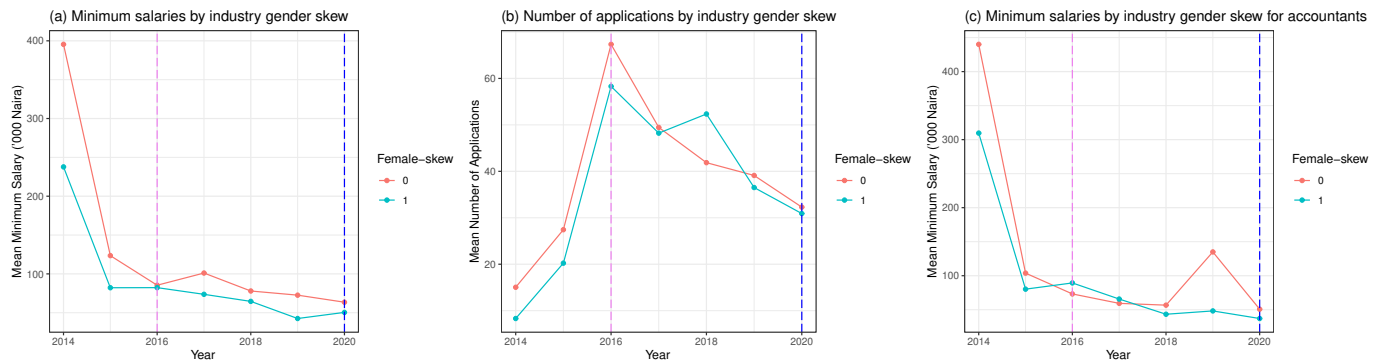 (a) Minimum salaries by industry gender skew
400
300
200
100
2014
2016
2018
2020
Year
Mean Minimum Salary ('000 Naira)
Female−skew
0
1
(b) Number of applications by industry gender skew
60
40
20
2014
2016
2018
2020
Year
Mean Number of Applications
Female−skew
0
1
(c) Minimum salaries by industry gender skew for accountants
400
300
200
100
2014
2016
2018
2020
Year
Mean Minimum Salary ('000 Naira)
Female−skew
0
1